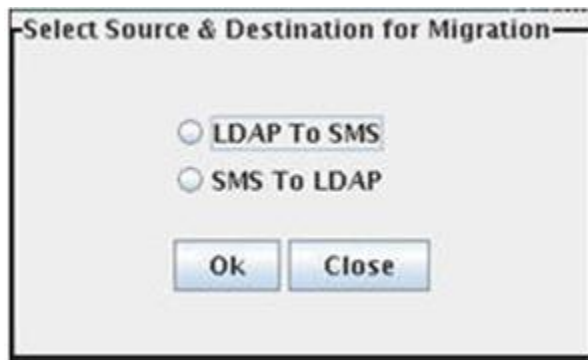 Select Source & Destination for Migration
LDAP To SMS
SMS To LDAP
Ok Close